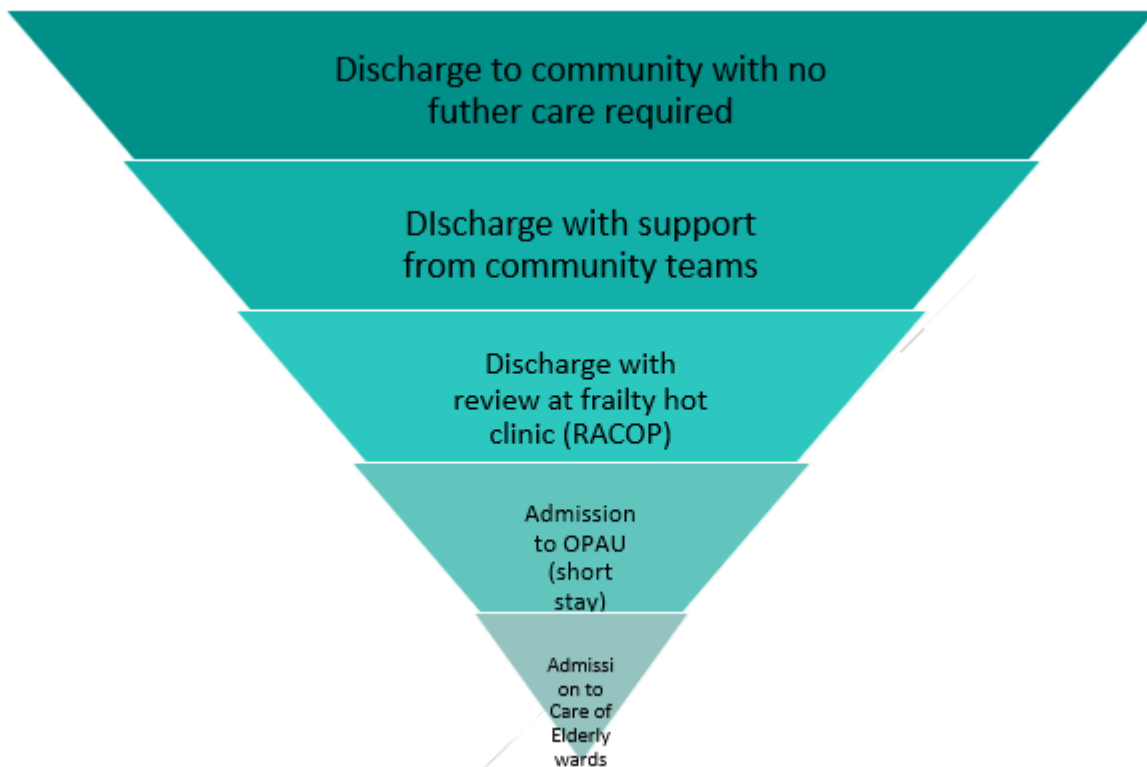 Discharge to community with no
futher care required
DIscharge with support
from community teams
Discharge with
review at frailty hot
clinic (RACOP)
Admission
to OPAU
(short
stay)
Admissi
on to
Care of
Elderly
wards